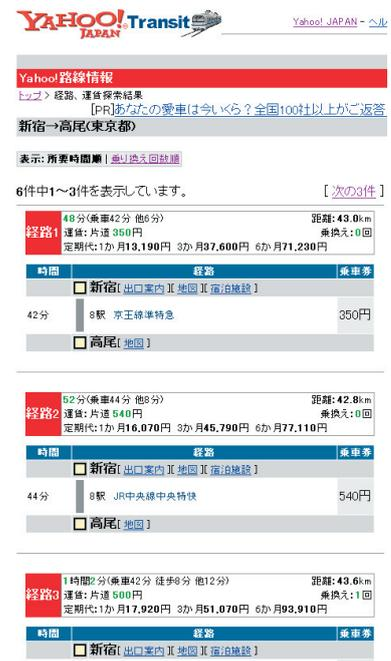 YAHOO! JAPAN Transit
Yahoo! JAPAN - ヘル
Yahoo!路線情報
トップ > 経路、運賃探索結果
[PR]あなたの愛車は今いくら?全国100社以上がご返答
新宿→高尾(東京都)
表示: 所要時間順 | 乗り換え回数順
6件中1~3件を表示しています。 [ 次の3件 ]
経路1
48分(乗車42分 他6分) 距離: 43.0km
運賃: 片道 350円 乗換え: 0回
定期代: 1か月13,190円 3か月37,600円 6か月71,230円
時間 経路 乗車券
新宿[ 出口案内 ][ 地図 ][ 宿泊施設 ]
42分 8駅 京王線準特急 350円
高尾[ 地図 ]
経路2
52分(乗車44分 他8分) 距離: 42.8km
運賃: 片道 540円 乗換え: 0回
定期代: 1か月16,070円 3か月45,790円 6か月77,110円
時間 経路 乗車券
新宿[ 出口案内 ][ 地図 ][ 宿泊施設 ]
44分 8駅 JR中央線中央特快 540円
高尾[ 地図 ]
経路3
1時間2分(乗車42分 徒歩8分 他12分) 距離: 43.6km
運賃: 片道 500円 乗換え: 1回
定期代: 1か月17,920円 3か月51,070円 6か月93,910円
時間 経路 乗車券
新宿[ 出口案内 ][ 地図 ][ 宿泊施設 ]